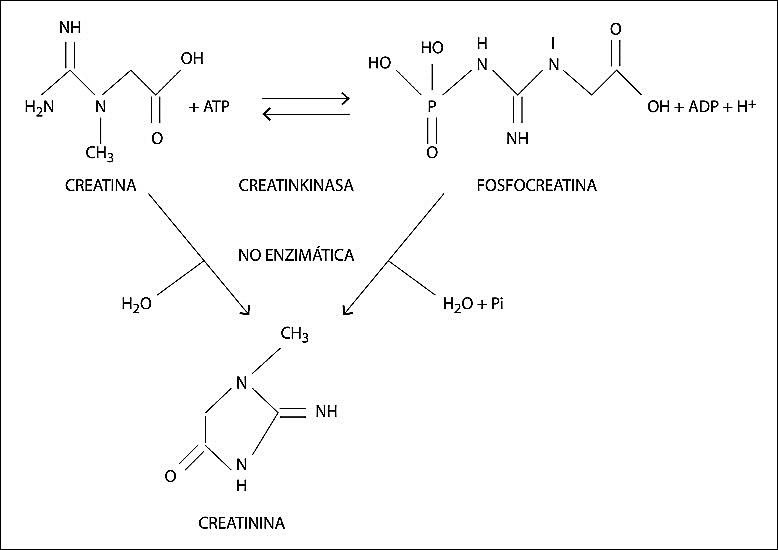 NH
OH
H₂N
N
O
CH₃
+ ATP
HO
HO
H
N
I
N
O
P
O
NH
OH + ADP + H⁺
CREATINA
CREATINKINASA
FOSFOCREATINA
NO ENZIMÁTICA
H₂O
H₂O + Pi
CH₃
N
NH
O
N
H
CREATININA